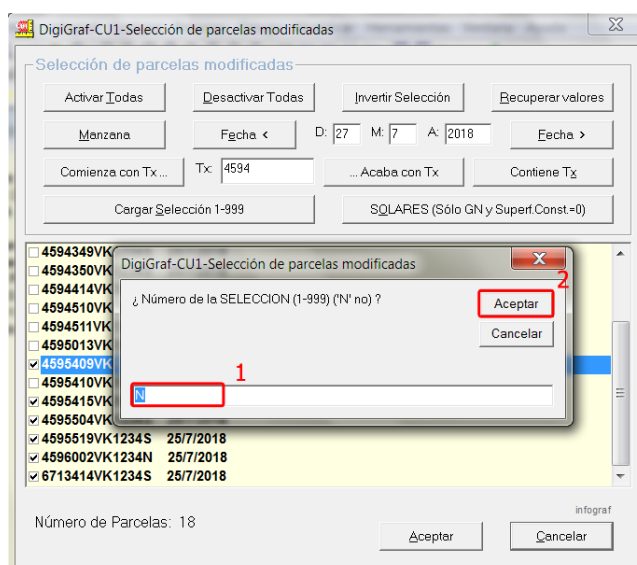 DigiGraf-CU1-Selección de parcelas modificadas
Selección de parcelas modificadas
Activar Todas Desactivar Todas Invertir Selección Recuperar valores
Manzana Fecha < D: 27 M: 7 A: 2018 Fecha >
Comienza con Tx ... Tx: 4594 ... Acaba con Tx Contiene Tx
Cargar Selección 1-999 SOLARES (Sólo GN y Superf.Const.=0)
4594349VK
4594350VK
4594414VK
4594510VK
4594511VK
4595013VK
4595409VK
4595410VK
4595415VK
4595504VK
4595519VK1234S 25/7/2018
4596002VK1234N 25/7/2018
6713414VK1234S 25/7/2018
DigiGraf-CU1-Selección de parcelas modificadas
2
¿ Número de la SELECCION (1-999) ('N' no) ?
Aceptar
Cancelar
1
N
Número de Parcelas: 18
infograf
Aceptar Cancelar